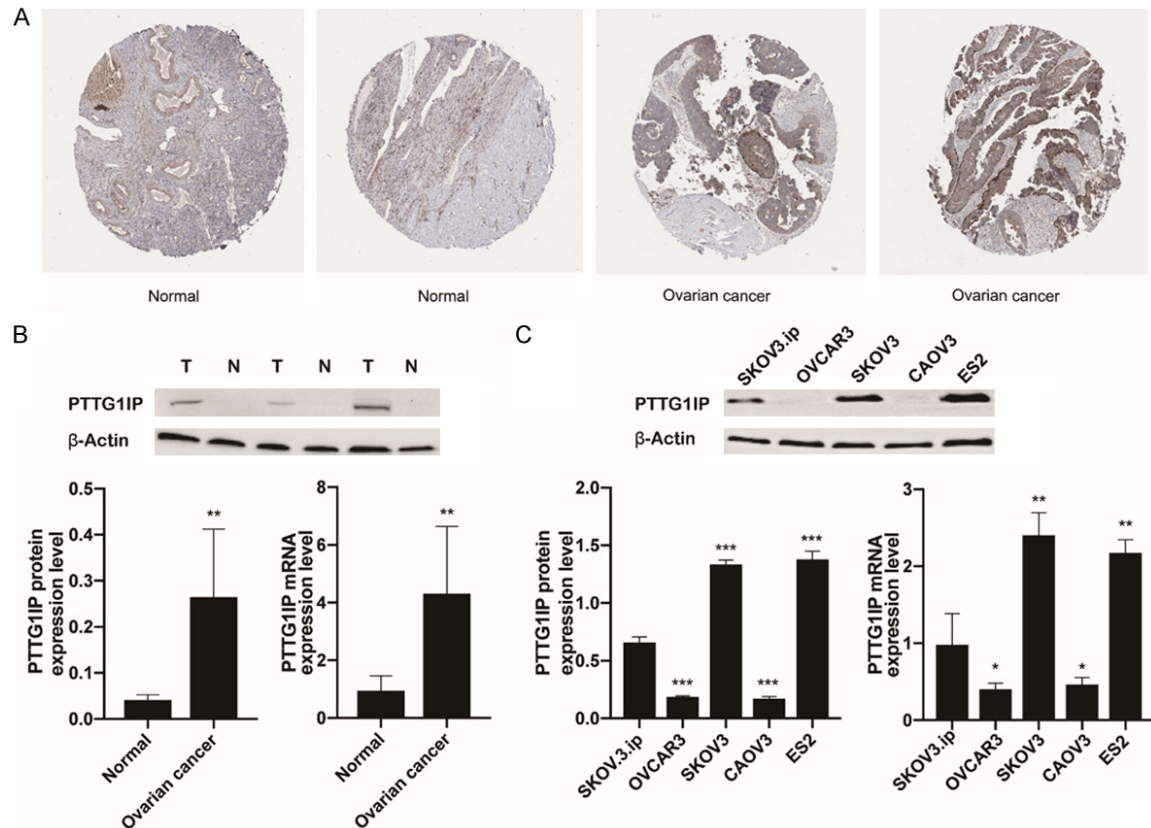 A
Normal
Normal
Ovarian cancer
Ovarian cancer
B
T N T N T N
PTTG1IP
β-Actin
PTTG1IP protein
expression level
0.5
0.4
0.3
0.2
0.1
0.0
**
Normal
Ovarian cancer
PTTG1IP mRNA
expression level
8
6
4
2
0
**
Normal
Ovarian cancer
C
SKOV3.ip
OVCAR3
SKOV3
CAOV3
ES2
PTTG1IP
β-Actin
PTTG1IP protein
expression level
2.0
1.5
1.0
0.5
0.0
***
***
***
***
SKOV.3.ip
OVCAR3
SKOV3
CAOV3
ES2
PTTG1IP mRNA
expression level
3
2
1
0
*
**
*
**
SKOV3.ip
OVCAR3
SKOV3
CAOV3
ES2